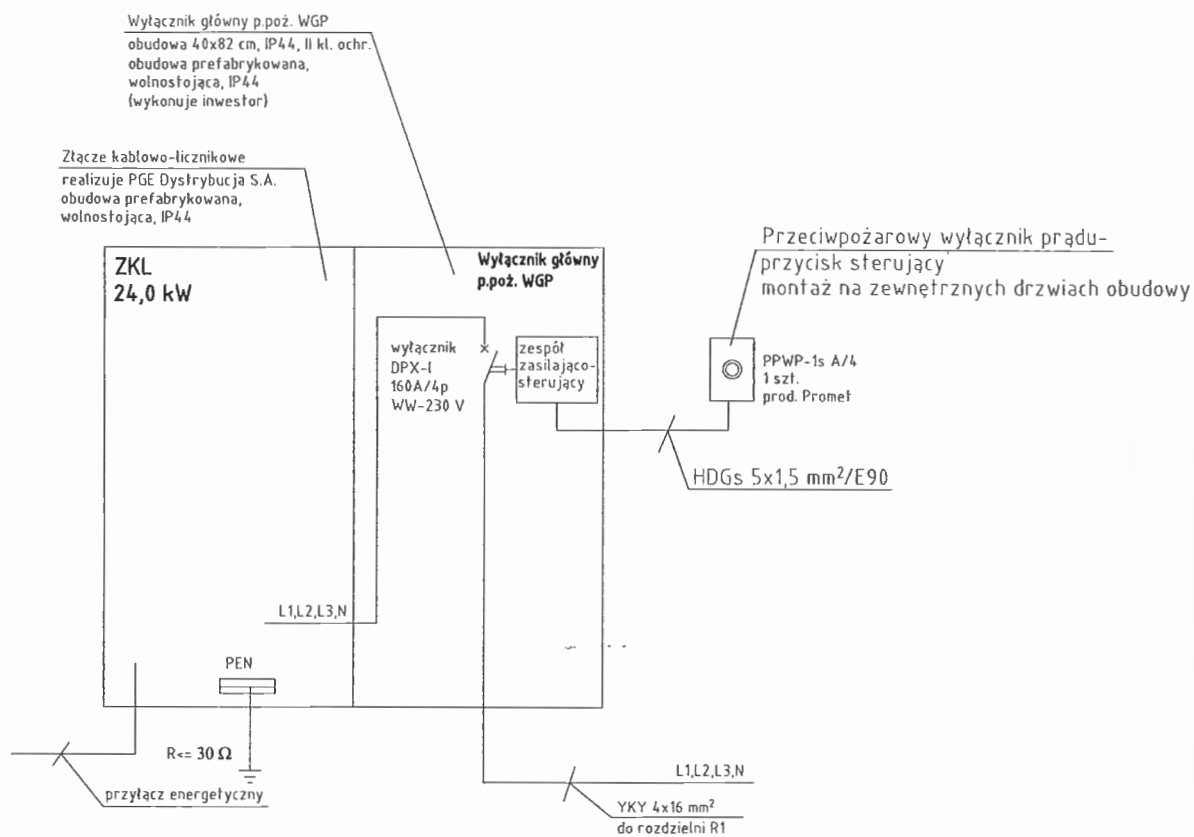 Wyłącznik główny p.poż. WGP
obudowa 40x82 cm, IP44, II kl. ochr.
obudowa prefabrykowana,
wolnostojąca, IP44
(wykonuje inwestor)
Złącze kablowo-licznikowe
realizuje PGE Dystrybucja S.A.
obudowa prefabrykowana,
wolnostojąca, IP44
ZKL
24,0 kW
Wyłącznik główny
p.poż. WGP
Przeciwpożarowy wyłącznik prądu-
przycisk sterujący
montaż na zewnętrznych drzwiach obudowy
wyłącznik
DPX-I
160A/4p
WW-230 V
zespół
zasilająco-
sterujący
PPWP-1s A/4
1 szt.
prod. Promet
HDGs 5x1,5 mm²/E90
L1,L2,L3,N
PEN
R<= 30 Ω
przyłącz energetyczny
L1,L2,L3,N
YKY 4x16 mm²
do rozdzielni R1